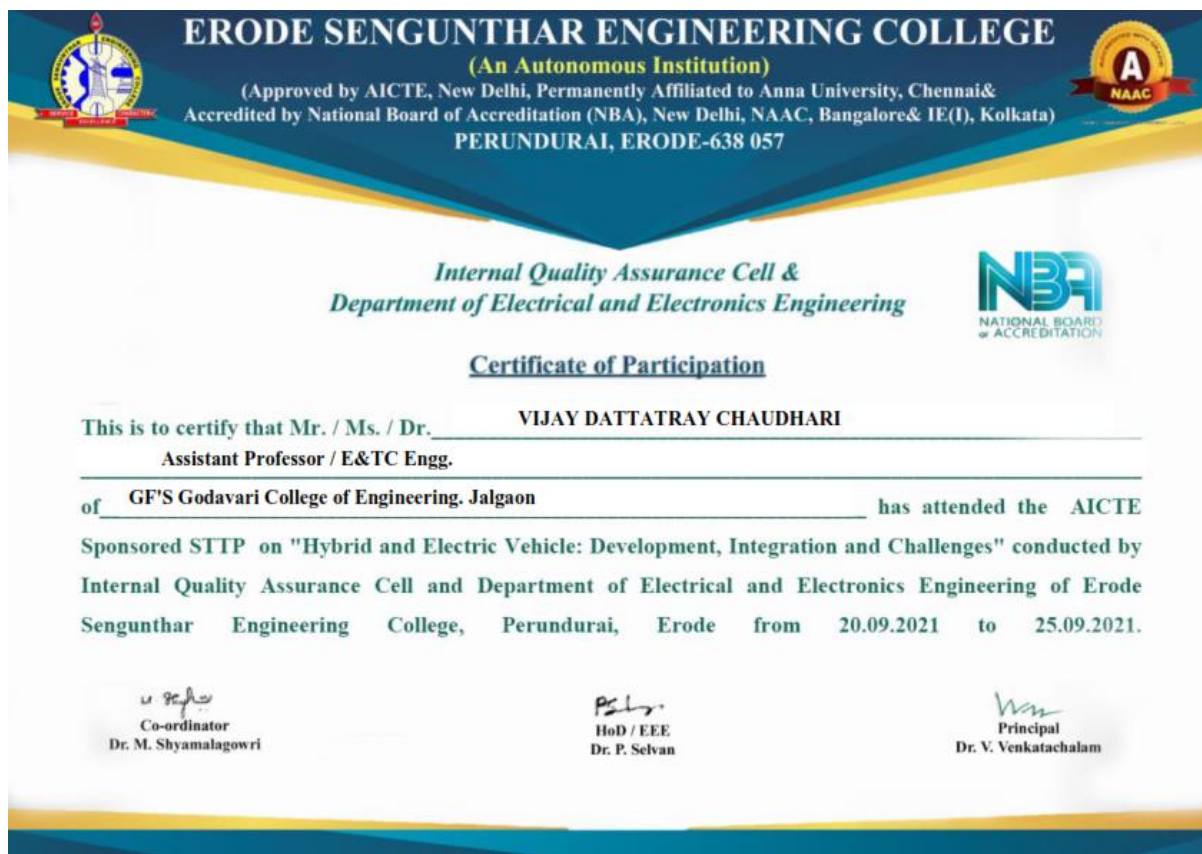 ERODE SENGUNTHAR ENGINEERING COLLEGE
(An Autonomous Institution)
(Approved by AICTE, New Delhi, Permanently Affiliated to Anna University, Chennai&
Accredited by National Board of Accreditation (NBA), New Delhi, NAAC, Bangalore& IE(I), Kolkata)
PERUNDURAI, ERODE-638 057
A
NAAC
SERVICE
EXCELLENCE
CHARACTER
Internal Quality Assurance Cell &
Department of Electrical and Electronics Engineering
NBA
NATIONAL BOARD
of ACCREDITATION
Certificate of Participation
This is to certify that Mr. / Ms. / Dr. VIJAY DATTATRAY CHAUDHARI
Assistant Professor / E&TC Engg.
of GF'S Godavari College of Engineering. Jalgaon has attended the AICTE
Sponsored STTP on "Hybrid and Electric Vehicle: Development, Integration and Challenges" conducted by
Internal Quality Assurance Cell and Department of Electrical and Electronics Engineering of Erode
Sengunthar Engineering College, Perundurai, Erode from 20.09.2021 to 25.09.2021.
Co-ordinator
Dr. M. Shyamalagowri
HoD / EEE
Dr. P. Selvan
Principal
Dr. V. Venkatachalam